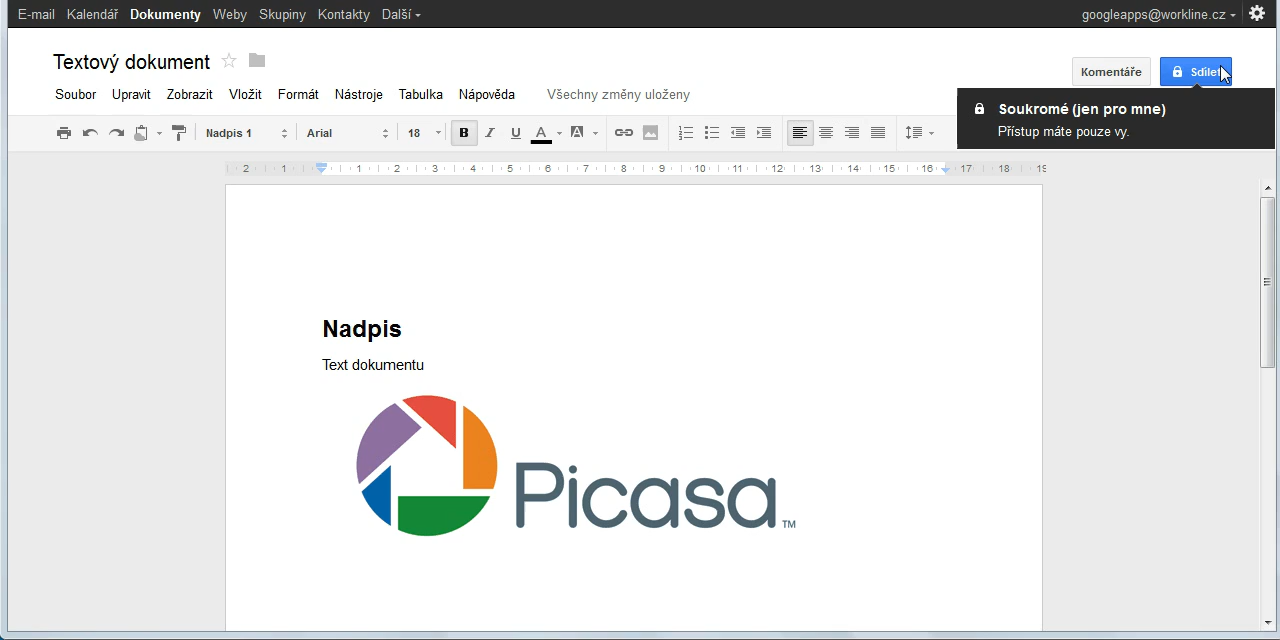 E-mail Kalendář Dokumenty Weby Skupiny Kontakty Další googleapps@workline.cz
Textový dokument
Komentáře Sdílet
Soubor Upravit Zobrazit Vložit Formát Nástroje Tabulka Nápověda Všechny změny uloženy
Soukromé (jen pro mne)
Přístup máte pouze vy.
Nadpis 1 Arial 18 B I U A A
2 1 1 2 3 4 5 6 7 8 9 10 11 12 13 14 15 16 17 18 19
Nadpis
Text dokumentu
Picasa™